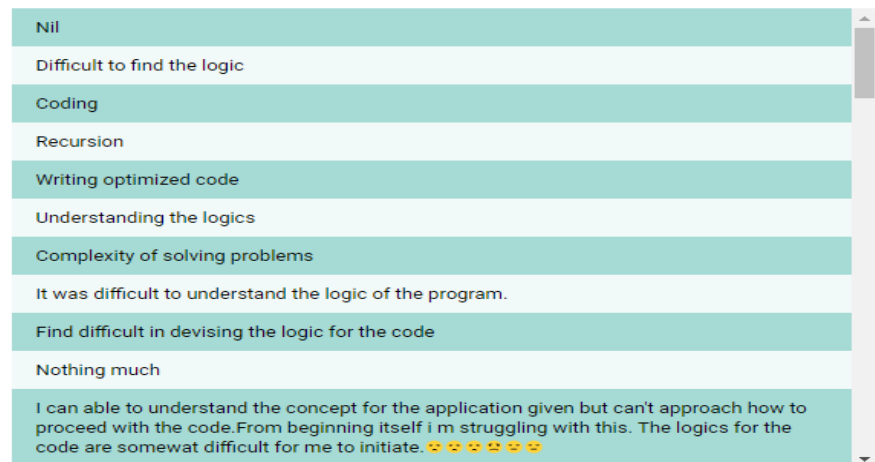 Nil
Difficult to find the logic
Coding
Recursion
Writing optimized code
Understanding the logics
Complexity of solving problems
It was difficult to understand the logic of the program.
Find difficult in devising the logic for the code
Nothing much
I can able to understand the concept for the application given but can't approach how to
proceed with the code.From beginning itself i m struggling with this. The logics for the
code are somewat difficult for me to initiate.😟😟😟😟😟😟